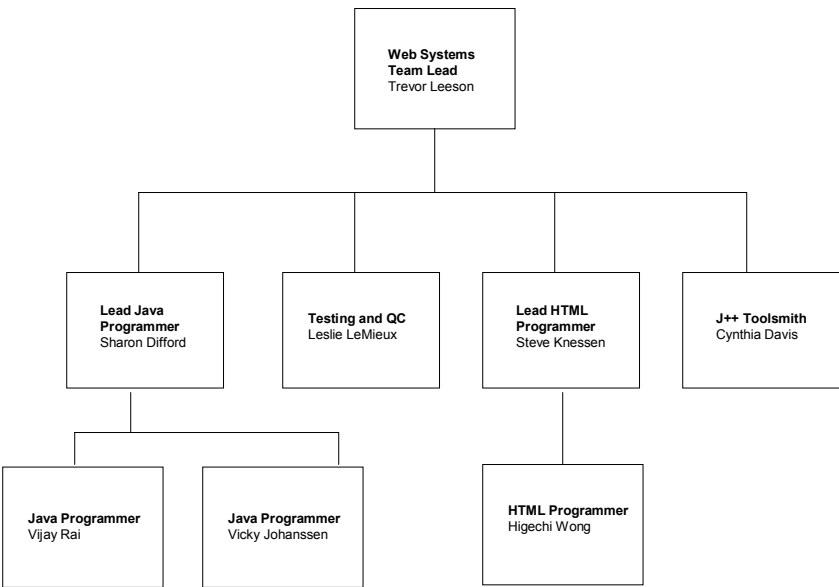 Web Systems
Team Lead
Trevor Leeson
Lead Java
Programmer
Sharon Difford
Testing and QC
Leslie LeMieux
Lead HTML
Programmer
Steve Knessen
J++ Toolsmith
Cynthia Davis
Java Programmer
Vijay Rai
Java Programmer
Vicky Johanssen
HTML Programmer
Higechi Wong